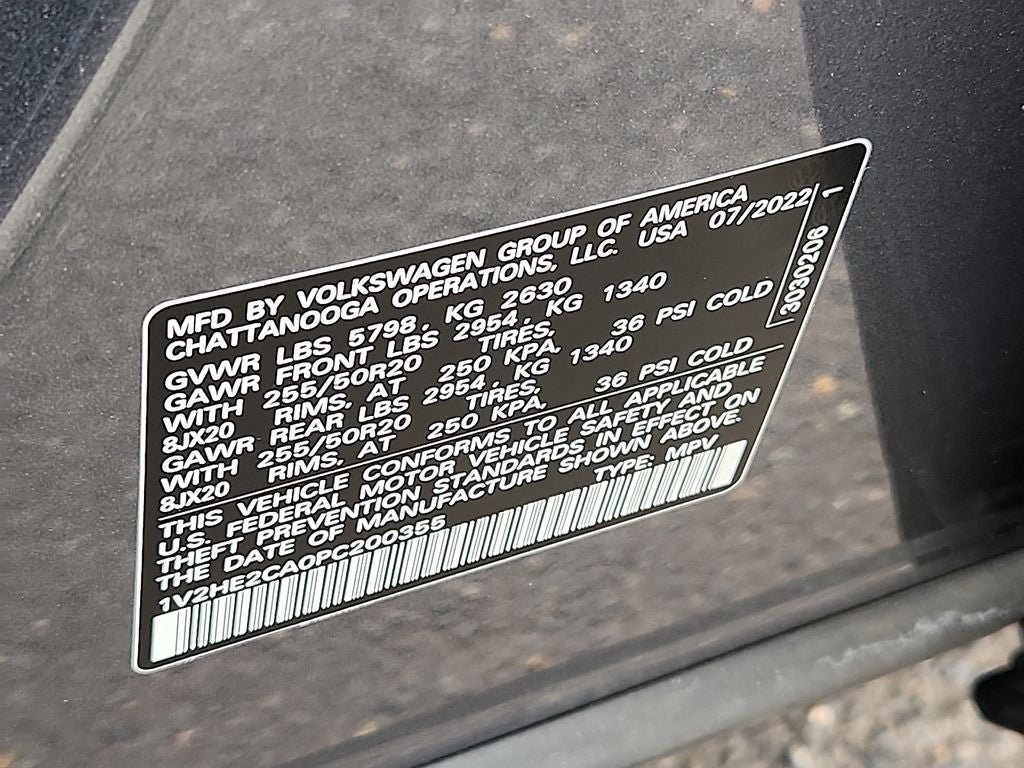 MFD BY VOLKSWAGEN GROUP OF AMERICA
CHATTANOOGA OPERATIONS, LLC. USA 07/2022
GVWR LBS 5798, KG 2630
GAWR FRONT LBS 2954, KG 1340
WITH 255/50R20 TIRES,
8JX20 RIMS, AT 250 KPA, 36 PSI COLD
GAWR REAR LBS 2954, KG 1340
WITH 255/50R20 TIRES,
8JX20 RIMS, AT 250 KPA, 36 PSI COLD
THIS VEHICLE CONFORMS TO ALL APPLICABLE
U.S. FEDERAL MOTOR VEHICLE SAFETY AND
THEFT PREVENTION STANDARDS IN EFFECT ON
THE DATE OF MANUFACTURE SHOWN ABOVE.
1V2HE2CA0PC200355 TYPE: MPV
3030206 1